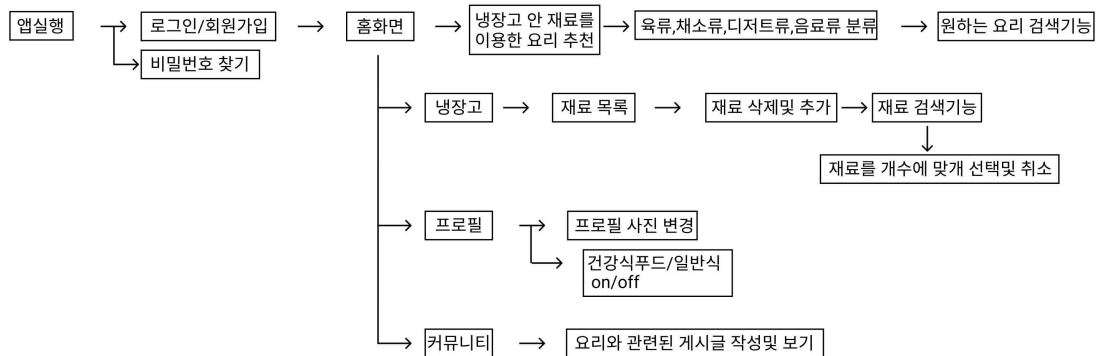 앱실행
로그인/회원가입
비밀번호 찾기
홈화면
냉장고 안 재료를
이용한 요리 추천
육류,채소류,디저트류,음료류 분류
원하는 요리 검색기능
냉장고
재료 목록
재료 삭제및 추가
재료 검색기능
재료를 개수에 맞개 선택및 취소
프로필
프로필 사진 변경
건강식푸드/일반식
on/off
커뮤니티
요리와 관련된 게시글 작성및 보기